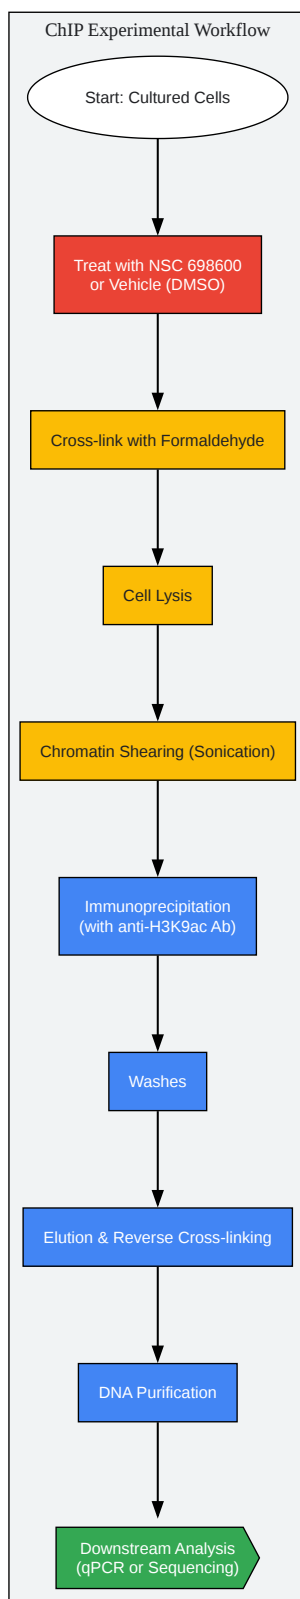 ChIP Experimental Workflow
Start: Cultured Cells
Treat with NSC 698600
or Vehicle (DMSO)
Cross-link with Formaldehyde
Cell Lysis
Chromatin Shearing (Sonication)
Immunoprecipitation
(with anti-H3K9ac Ab)
Washes
Elution & Reverse Cross-linking
DNA Purification
Downstream Analysis
(qPCR or Sequencing)